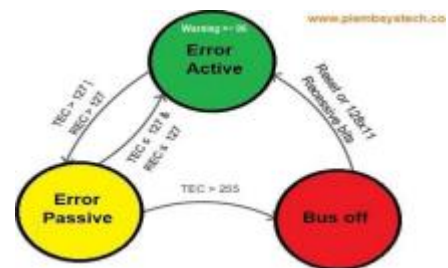 www.piembsystech.co
Warning >= 96
Error
Active
TEC > 127 \
REC > 127
TEC ≤ 127 &
REC ≤ 127
Reset or 128x11
Recessive bits
Error
Passive
TEC > 255
Bus off